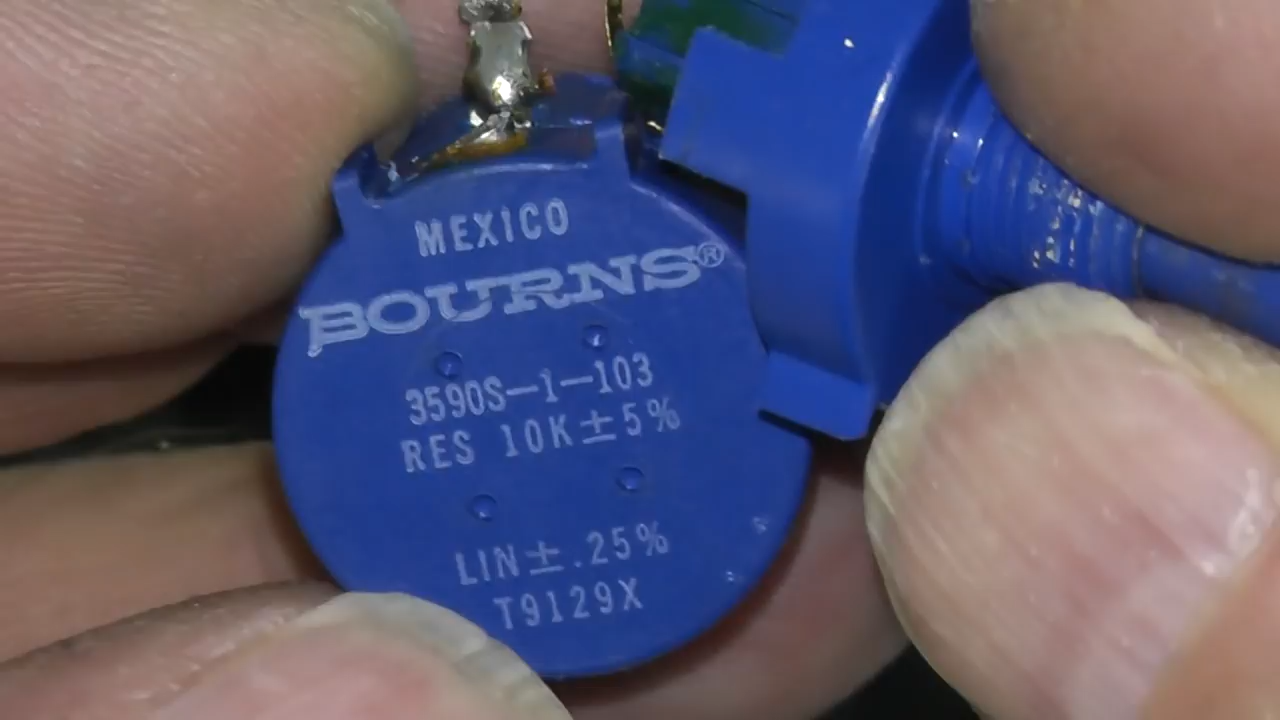 MEXICO
BOURNS®
3590S-1-103
RES 10K±5%
LIN±.25%
T9129X